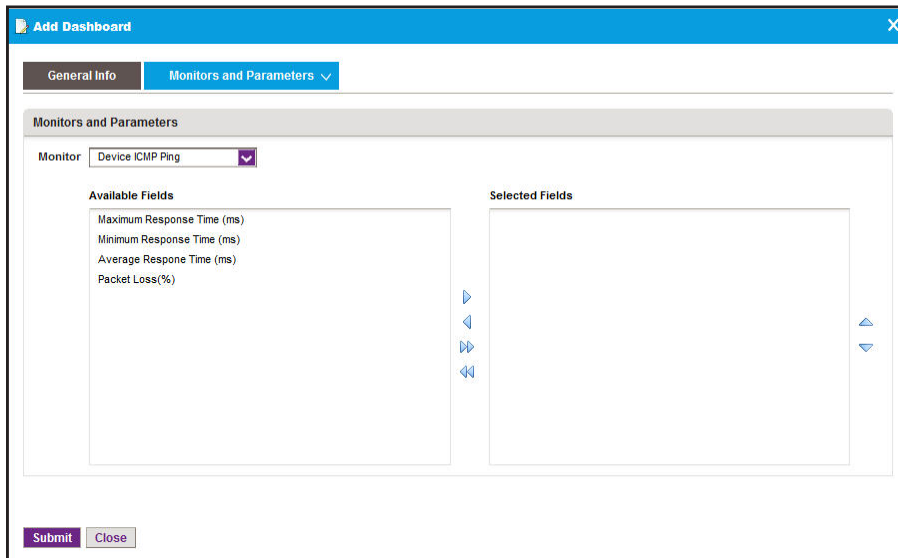 Add Dashboard
General Info
Monitors and Parameters
Monitors and Parameters
Monitor Device ICMP Ping
Available Fields
Selected Fields
Maximum Response Time (ms)
Minimum Response Time (ms)
Average Respone Time (ms)
Packet Loss(%)
Submit
Close